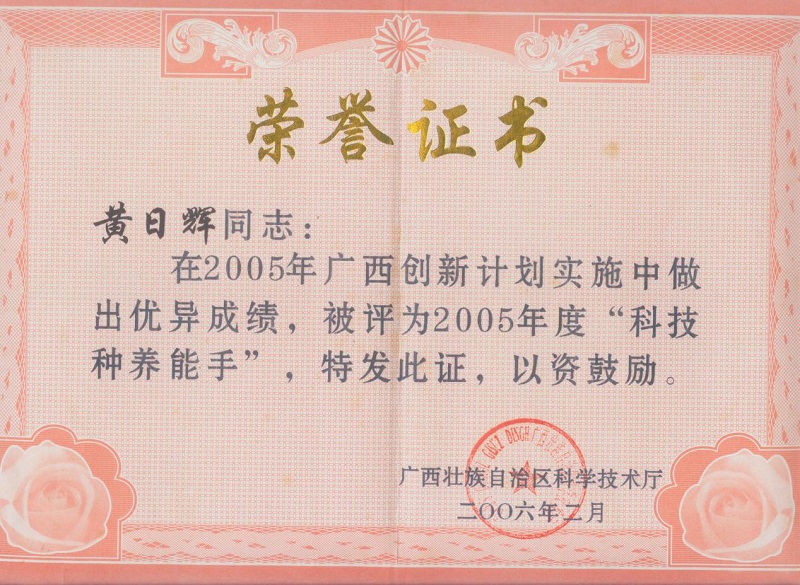 荣誉证书
黄日辉同志：
在2005年广西创新计划实施中做
出优异成绩，被评为2005年度“科技
种养能手”，特发此证，以资鼓励。
广西壮族自治区科学技术厅
二〇〇六年二月